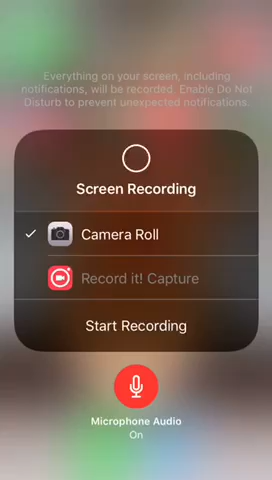 Everything on your screen, including
notifications, will be recorded. Enable Do Not
Disturb to prevent unexpected notifications.
Screen Recording
Camera Roll
Record it! Capture
Start Recording
Microphone Audio
On